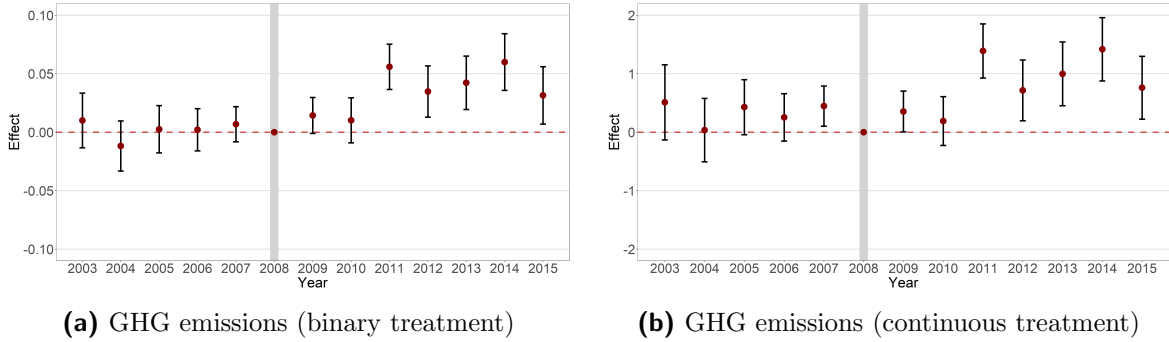 0.10
0.05
0.00
-0.05
-0.10
Effect
2003 2004 2005 2006 2007 2008 2009 2010 2011 2012 2013 2014 2015
Year
(a) GHG emissions (binary treatment)
2
1
0
-1
-2
Effect
2003 2004 2005 2006 2007 2008 2009 2010 2011 2012 2013 2014 2015
Year
(b) GHG emissions (continuous treatment)